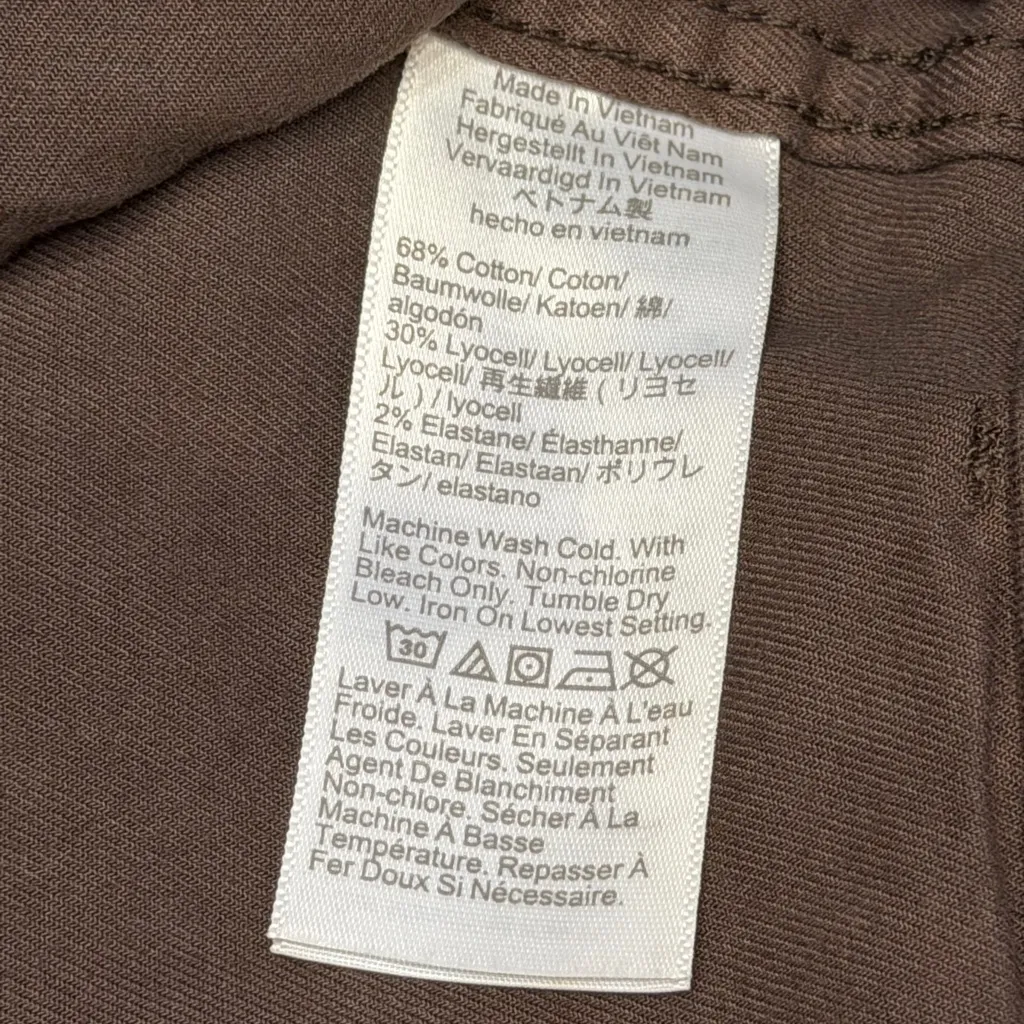 Made In Vietnam
Fabriqué Au Viêt Nam
Hergestellt In Vietnam
Vervaardigd In Vietnam
ベトナム製
hecho en vietnam
68% Cotton/ Coton/
Baumwolle/ Katoen/ 綿/
algodón
30% Lyocell/ Lyocell/ Lyocell/
Lyocell/ 再生繊維 ( リヨセ
ル ) / lyocell
2% Elastane/ Élasthanne/
Elastan/ Elastaan/ ポリウレ
タン/ elastano
Machine Wash Cold. With
Like Colors. Non-chlorine
Bleach Only. Tumble Dry
Low. Iron On Lowest Setting.
30
Laver À La Machine À L'eau
Froide. Laver En Séparant
Les Couleurs. Seulement
Agent De Blanchiment
Non-chlore. Sécher À La
Machine À Basse
Température. Repasser À
Fer Doux Si Nécessaire.